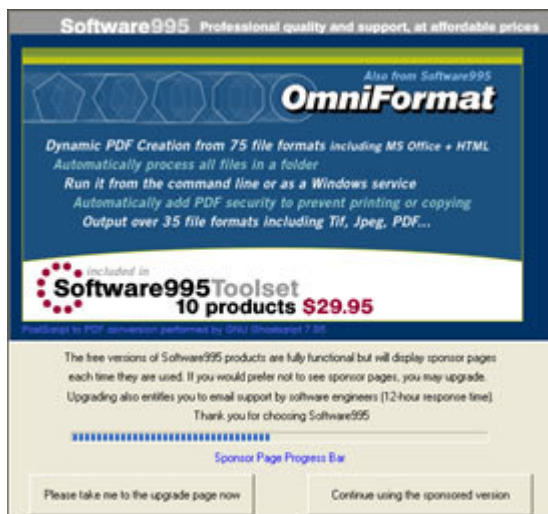 Software995 Professional quality and support, at affordable prices
Also from Software995
OmniFormat
Dynamic PDF Creation from 75 file formats including MS Office + HTML
Automatically process all files in a folder
Run it from the command line or as a Windows service
Automatically add PDF security to prevent printing or copying
Output over 35 file formats including Tif, Jpeg, PDF...
included in
Software995Toolset
10 products $29.95
PostScript to PDF conversion performed by GNU Ghostscript 7.05
The free versions of Software995 products are fully functional but will display sponsor pages
each time they are used. If you would prefer not to see sponsor pages, you may upgrade.
Upgrading also entitles you to email support by software engineers (12-hour response time).
Thank you for choosing Software995
Sponsor Page Progress Bar
Please take me to the upgrade page now
Continue using the sponsored version